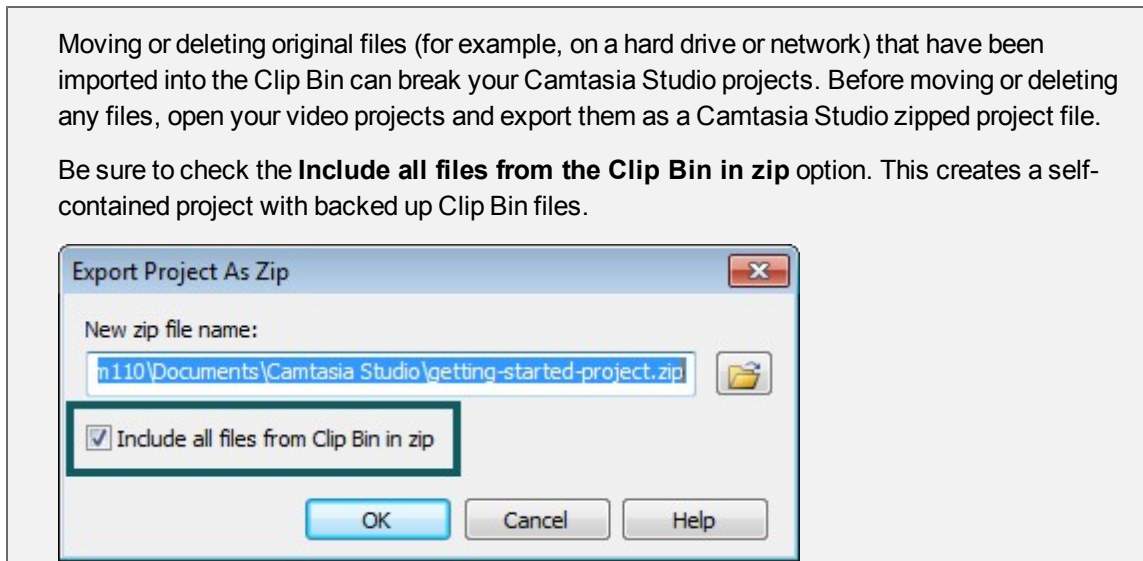 Moving or deleting original files (for example, on a hard drive or network) that have been
imported into the Clip Bin can break your Camtasia Studio projects. Before moving or deleting
any files, open your video projects and export them as a Camtasia Studio zipped project file.
Be sure to check the Include all files from the Clip Bin in zip option. This creates a self-
contained project with backed up Clip Bin files.
Export Project As Zip
New zip file name:
m110\Documents\Camtasia Studio\getting-started-project.zip
Include all files from Clip Bin in zip
OK Cancel Help